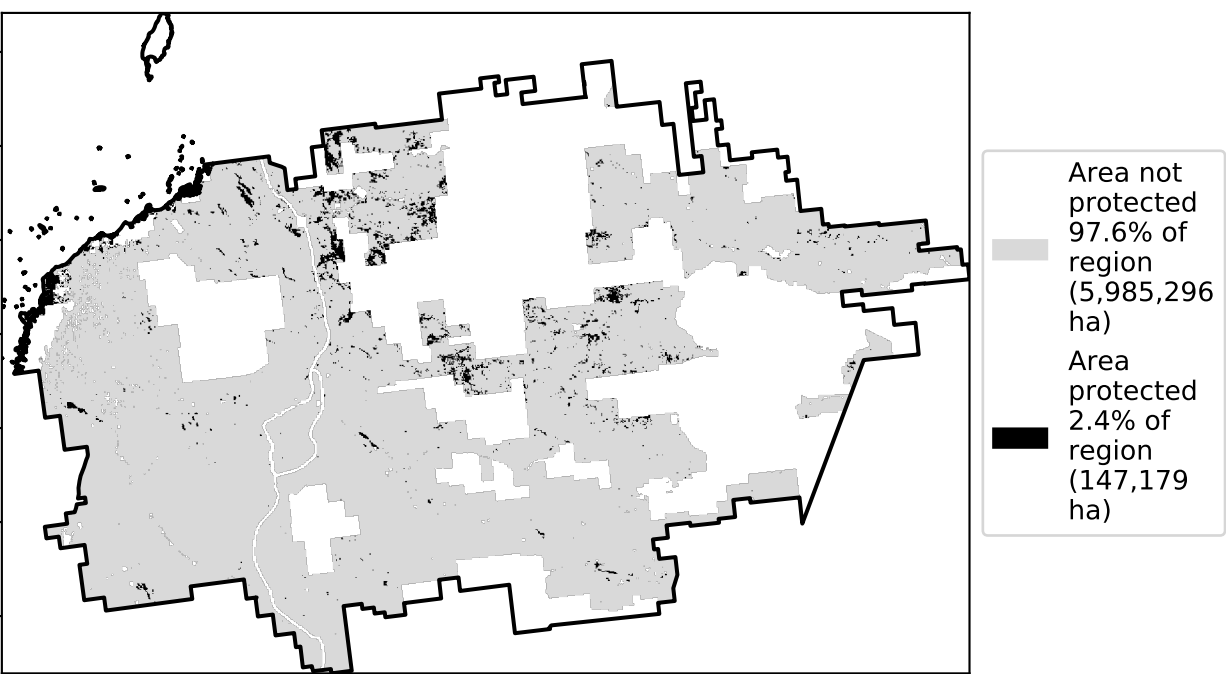 Area not
protected
97.6% of
region
(5,985,296
ha)
Area
protected
2.4% of
region
(147,179
ha)